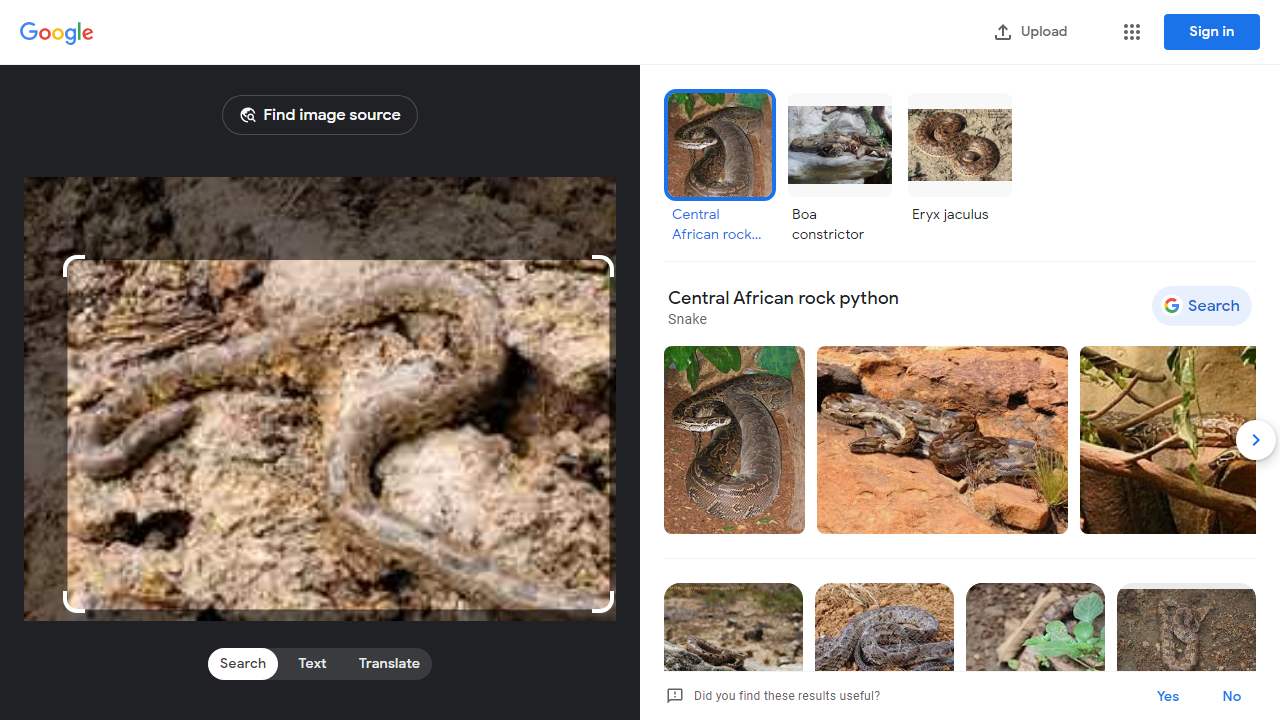 Google
Upload
Sign in
Find image source
Central
African rock...
Boa
constrictor
Eryx jaculus
Central African rock python
Snake
Search
Search
Text
Translate
Did you find these results useful?
Yes
No